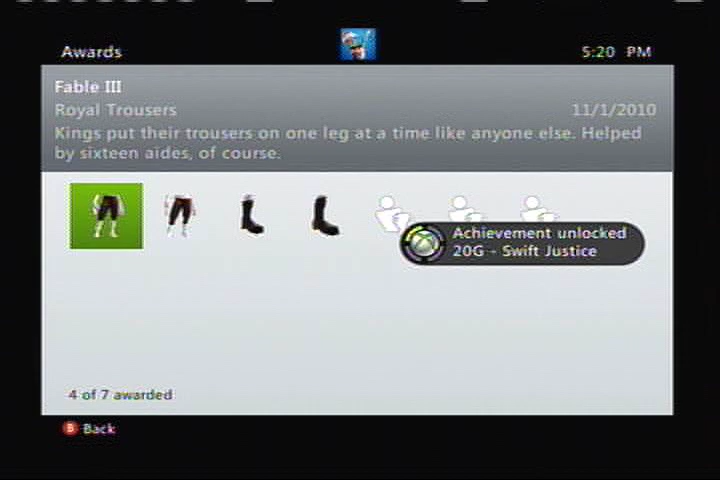 Awards
5:20 PM
Fable III
Royal Trousers
11/1/2010
Kings put their trousers on one leg at a time like anyone else. Helped
by sixteen aides, of course.
Achievement unlocked
20G - Swift Justice
4 of 7 awarded
B Back